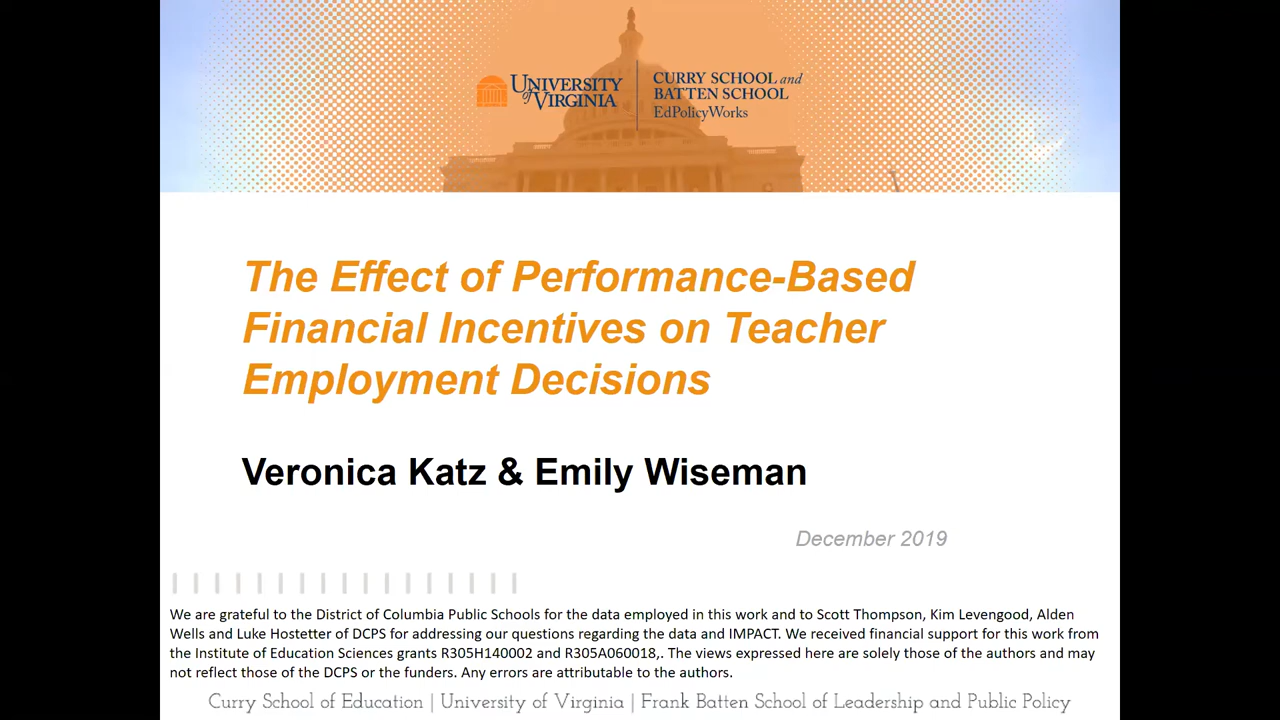 UNIVERSITY of VIRGINIA
CURRY SCHOOL and
BATTEN SCHOOL
EdPolicyWorks
The Effect of Performance-Based
Financial Incentives on Teacher
Employment Decisions
Veronica Katz & Emily Wiseman
December 2019
We are grateful to the District of Columbia Public Schools for the data employed in this work and to Scott Thompson, Kim Levengood, Alden
Wells and Luke Hostetter of DCPS for addressing our questions regarding the data and IMPACT. We received financial support for this work from
the Institute of Education Sciences grants R305H140002 and R305A060018,. The views expressed here are solely those of the authors and may
not reflect those of the DCPS or the funders. Any errors are attributable to the authors.
Curry School of Education | University of Virginia | Frank Batten School of Leadership and Public Policy